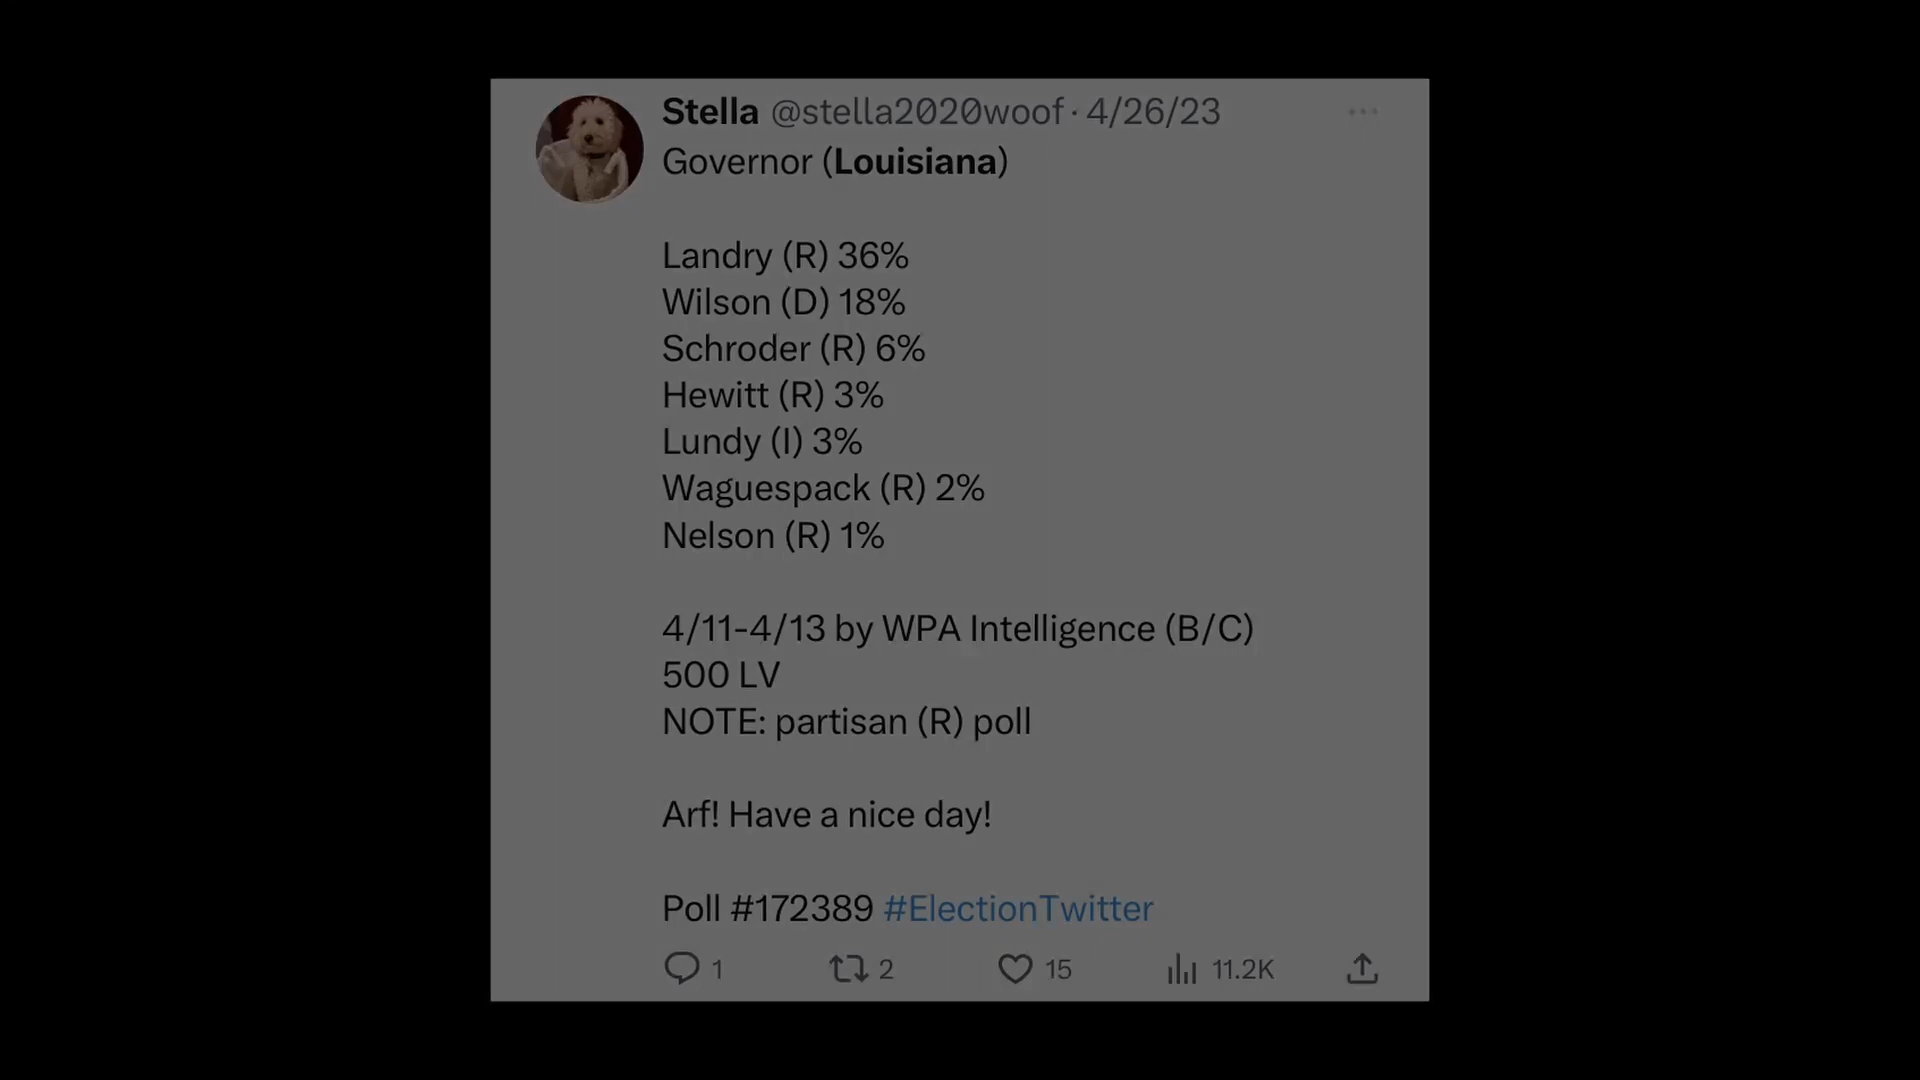 Stella @stella2020woof · 4/26/23
Governor (Louisiana)
Landry (R) 36%
Wilson (D) 18%
Schroder (R) 6%
Hewitt (R) 3%
Lundy (I) 3%
Waguespack (R) 2%
Nelson (R) 1%
4/11-4/13 by WPA Intelligence (B/C)
500 LV
NOTE: partisan (R) poll
Arf! Have a nice day!
Poll #172389 #ElectionTwitter
1 2 15 11.2K